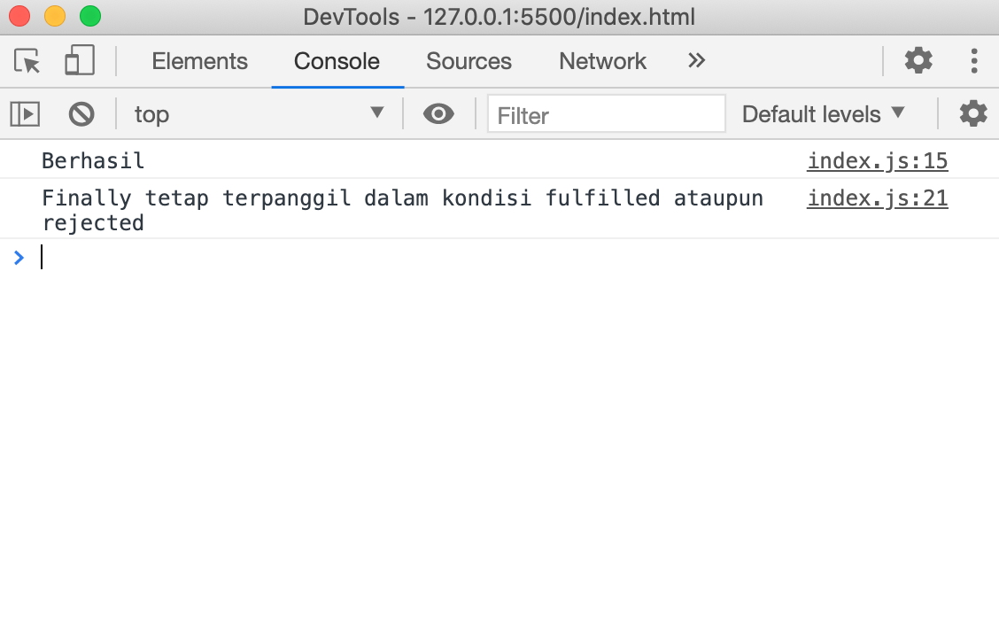 DevTools - 127.0.0.1:5500/index.html
Elements Console Sources Network »
top ▼ Filter Default levels ▼
Berhasil index.js:15
Finally tetap terpanggil dalam kondisi fulfilled ataupun index.js:21
rejected